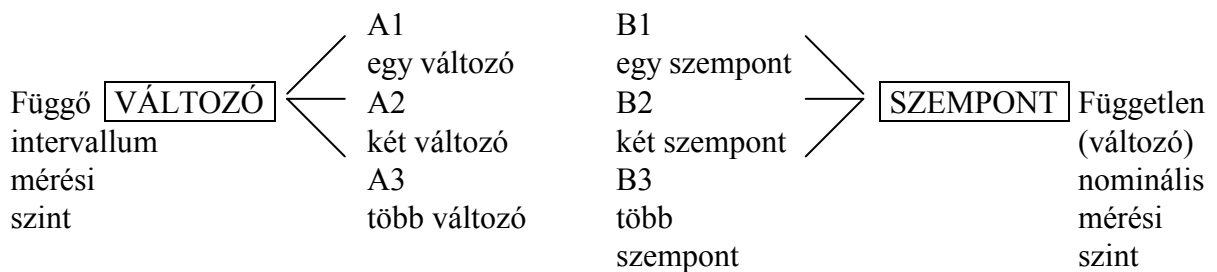 A1 B1
egy változó egy szempont
Függő VÁLTOZÓ A2 B2 SZEMPONT Független
intervallum két változó két szempont (változó)
mérési A3 B3 nominális
szint több változó több mérési
szempont szint